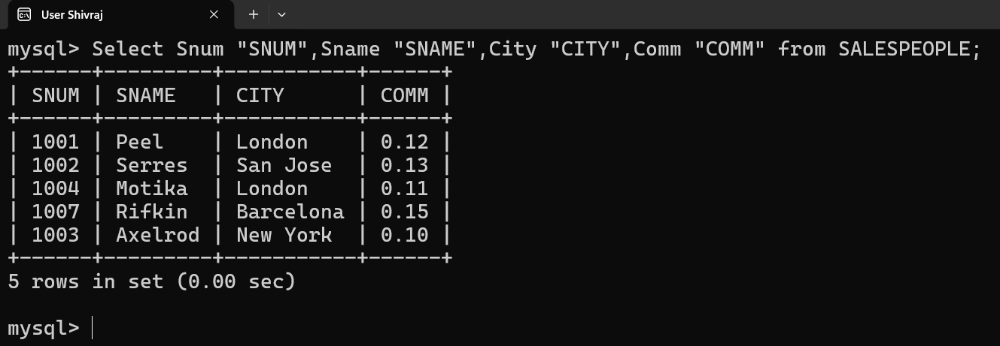 User Shivraj
mysql> Select Snum "SNUM",Sname "SNAME",City "CITY",Comm "COMM" from SALESPEOPLE;
+------+---------+-----------+------+
| SNUM | SNAME   | CITY      | COMM |
+------+---------+-----------+------+
| 1001 | Peel    | London    | 0.12 |
| 1002 | Serres  | San Jose  | 0.13 |
| 1004 | Motika  | London    | 0.11 |
| 1007 | Rifkin  | Barcelona | 0.15 |
| 1003 | Axelrod | New York  | 0.10 |
+------+---------+-----------+------+
5 rows in set (0.00 sec)
mysql>